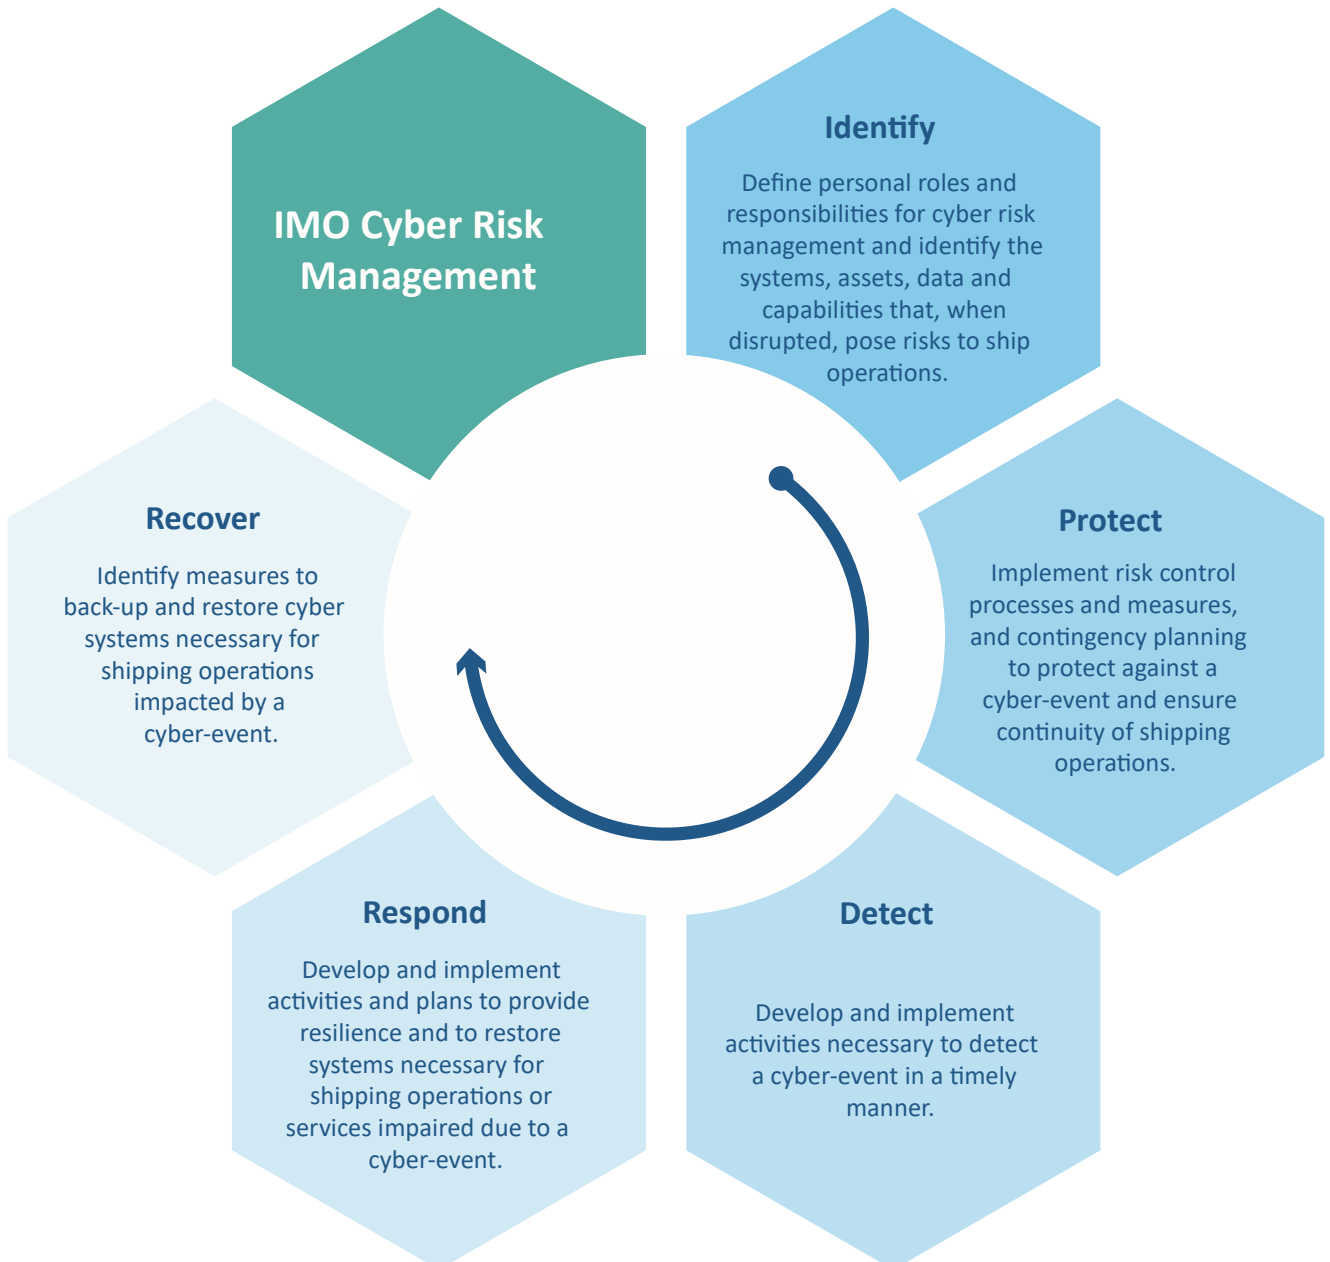 IMO Cyber Risk
Management
Identify
Define personal roles and
responsibilities for cyber risk
management and identify the
systems, assets, data and
capabilities that, when
disrupted, pose risks to ship
operations.
Protect
Implement risk control
processes and measures,
and contingency planning
to protect against a
cyber-event and ensure
continuity of shipping
operations.
Detect
Develop and implement
activities necessary to detect
a cyber-event in a timely
manner.
Respond
Develop and implement
activities and plans to provide
resilience and to restore
systems necessary for
shipping operations or
services impaired due to a
cyber-event.
Recover
Identify measures to
back-up and restore cyber
systems necessary for
shipping operations
impacted by a
cyber-event.